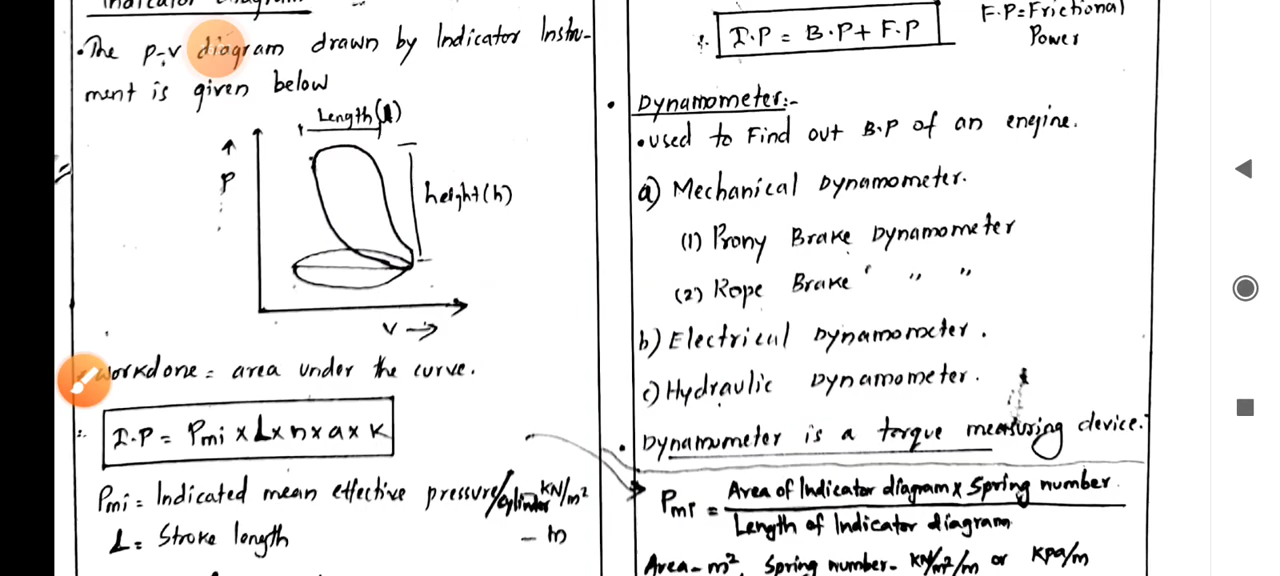 Indicator Diagram
• The P-V diagram drawn by Indicator Instru-
ment is given below
Length(l)
↑
P
height(h)
V →
workdone = area under the curve.
∴ I.P = Pmi × L × n × a × K
Pmi = Indicated mean effective pressure/cylinder KN/m²
L = Stroke length - m
∴ I.P = B.P + F.P
F.P = Frictional
Power
• Dynamometer:-
• used to Find out B.P of an engine.
a) Mechanical Dynamometer.
(1) Prony Brake Dynamometer
(2) Rope Brake " "
b) Electrical Dynamometer.
c) Hydraulic Dynamometer.
• Dynamometer is a torque measuring device.
Pmi = Area of Indicator diagram × Spring number
Length of Indicator diagram
Area - m², Spring number - KN/m²/m or KPa/m